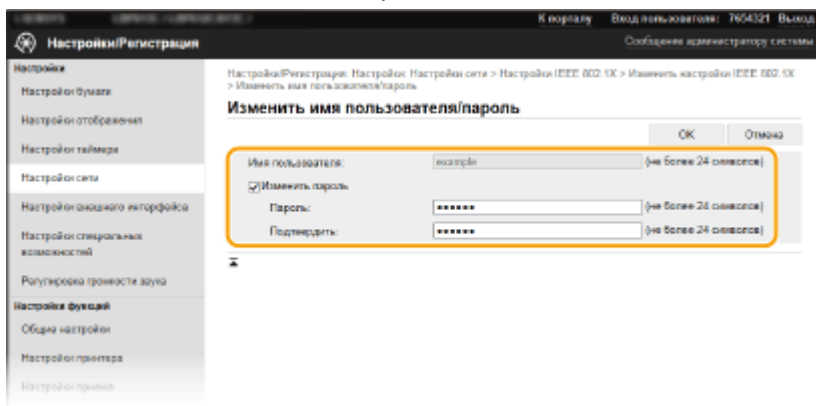 К порталу Вход пользователя: 7654321 Выход
Настройки/Регистрация
Сообщение администратору системы
Настройки
Настройки бумаги
Настройки отображения
Настройки таймера
Настройки сети
Настройки внешнего интерфейса
Настройки специальных
возможностей
Регулировка громкости звука
Настройки функций
Общие настройки
Настройки принтера
Настройки приема
Настройка/Регистрация: Настройки: Настройки сети > Настройки IEEE 802.1X > Изменить настройки IEEE 802.1X
> Изменить имя пользователя/пароль
Изменить имя пользователя/пароль
OK Отмена
Имя пользователя: example (не более 24 символов)
Изменить пароль
Пароль: •••••• (не более 24 символов)
Подтвердить: •••••• (не более 24 символов)